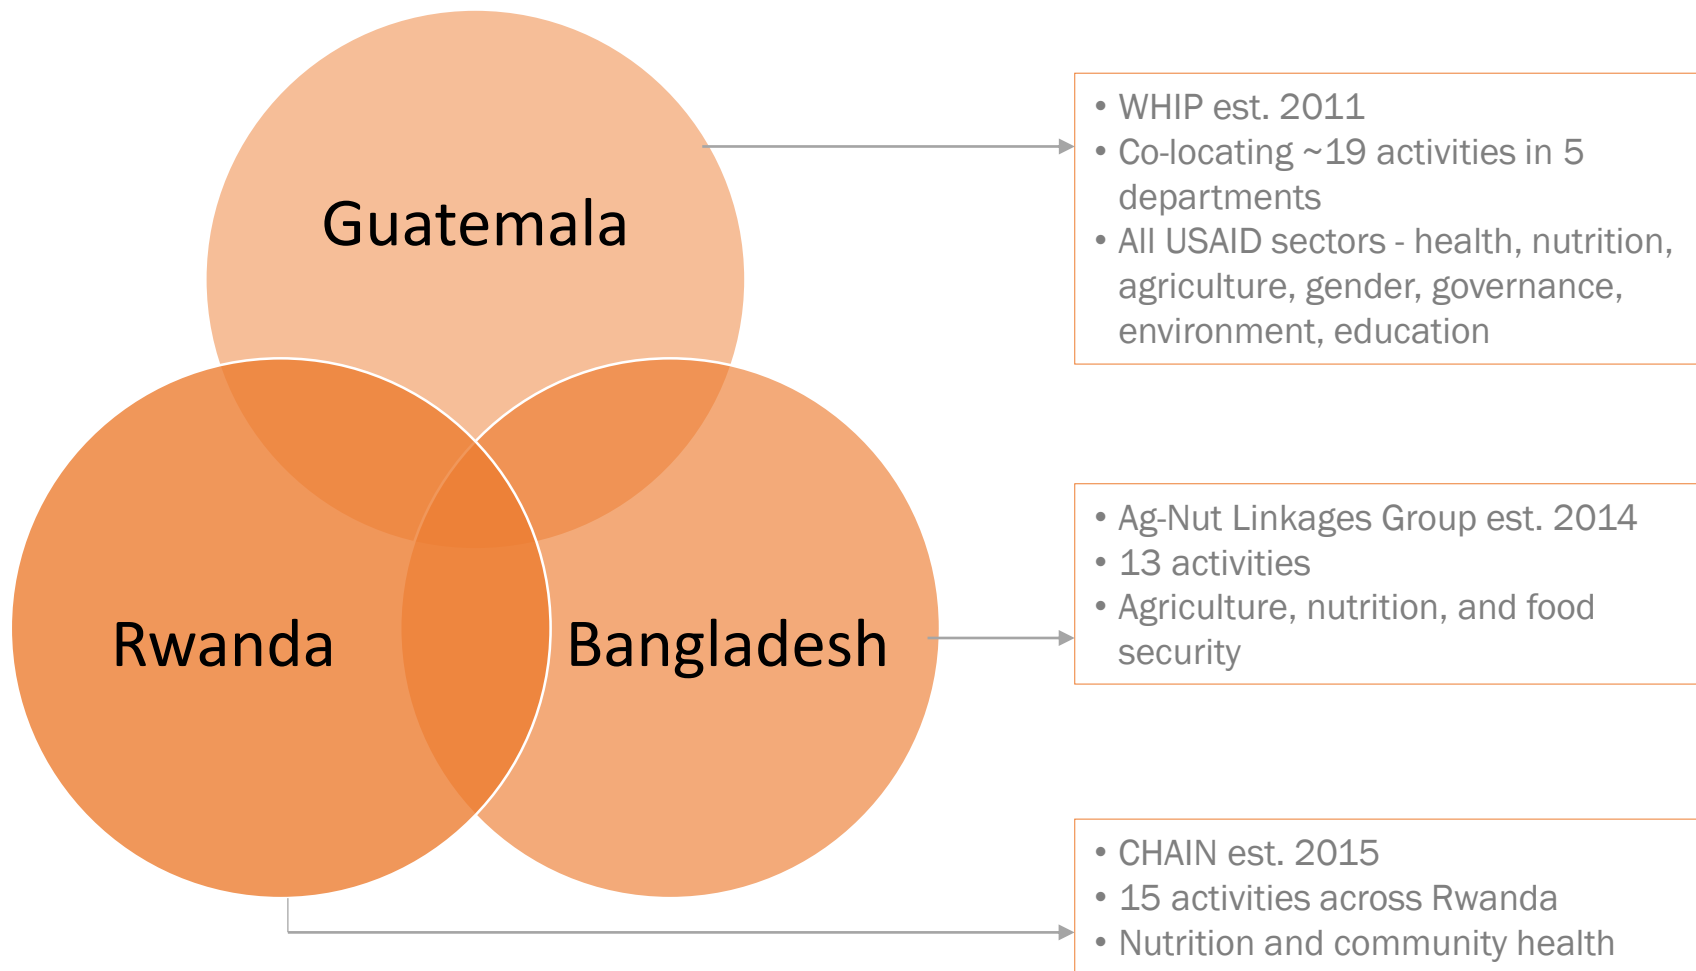 Guatemala
• WHIP est. 2011
• Co-locating ~19 activities in 5
departments
• All USAID sectors - health, nutrition,
agriculture, gender, governance,
environment, education
Rwanda
Bangladesh
• Ag-Nut Linkages Group est. 2014
• 13 activities
• Agriculture, nutrition, and food
security
• CHAIN est. 2015
• 15 activities across Rwanda
• Nutrition and community health